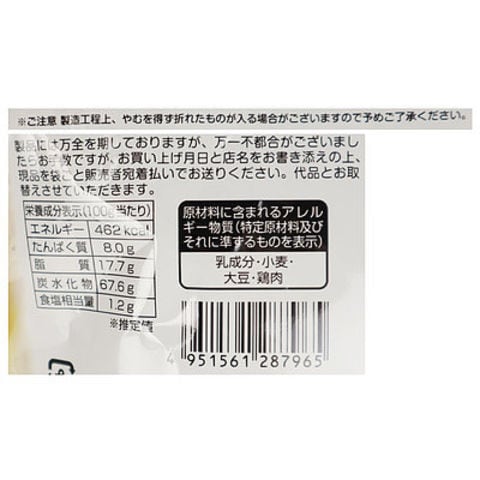 ※ご注意 製造工程上、やむを得ず折れたものが入る場合がございますので予めご了承ください。
製品には万全を期しておりますが、万一不都合がございまし
たらお手数ですが、お買い上げ月日と店名をお書き添えの上、
現品を袋ごと販売者宛着払いでお送りください。代品とお取
替えさせていただきます。
栄養成分表示(100g当たり)
エネルギー 462kcal
たんぱく質 8.0g
脂質 17.7g
炭水化物 67.6g
食塩相当量 1.2g
※推定値
原材料に含まれるアレル
ギー物質(特定原材料及び
それに準ずるものを表示)
乳成分・小麦・
大豆・鶏肉
4 951561 287965